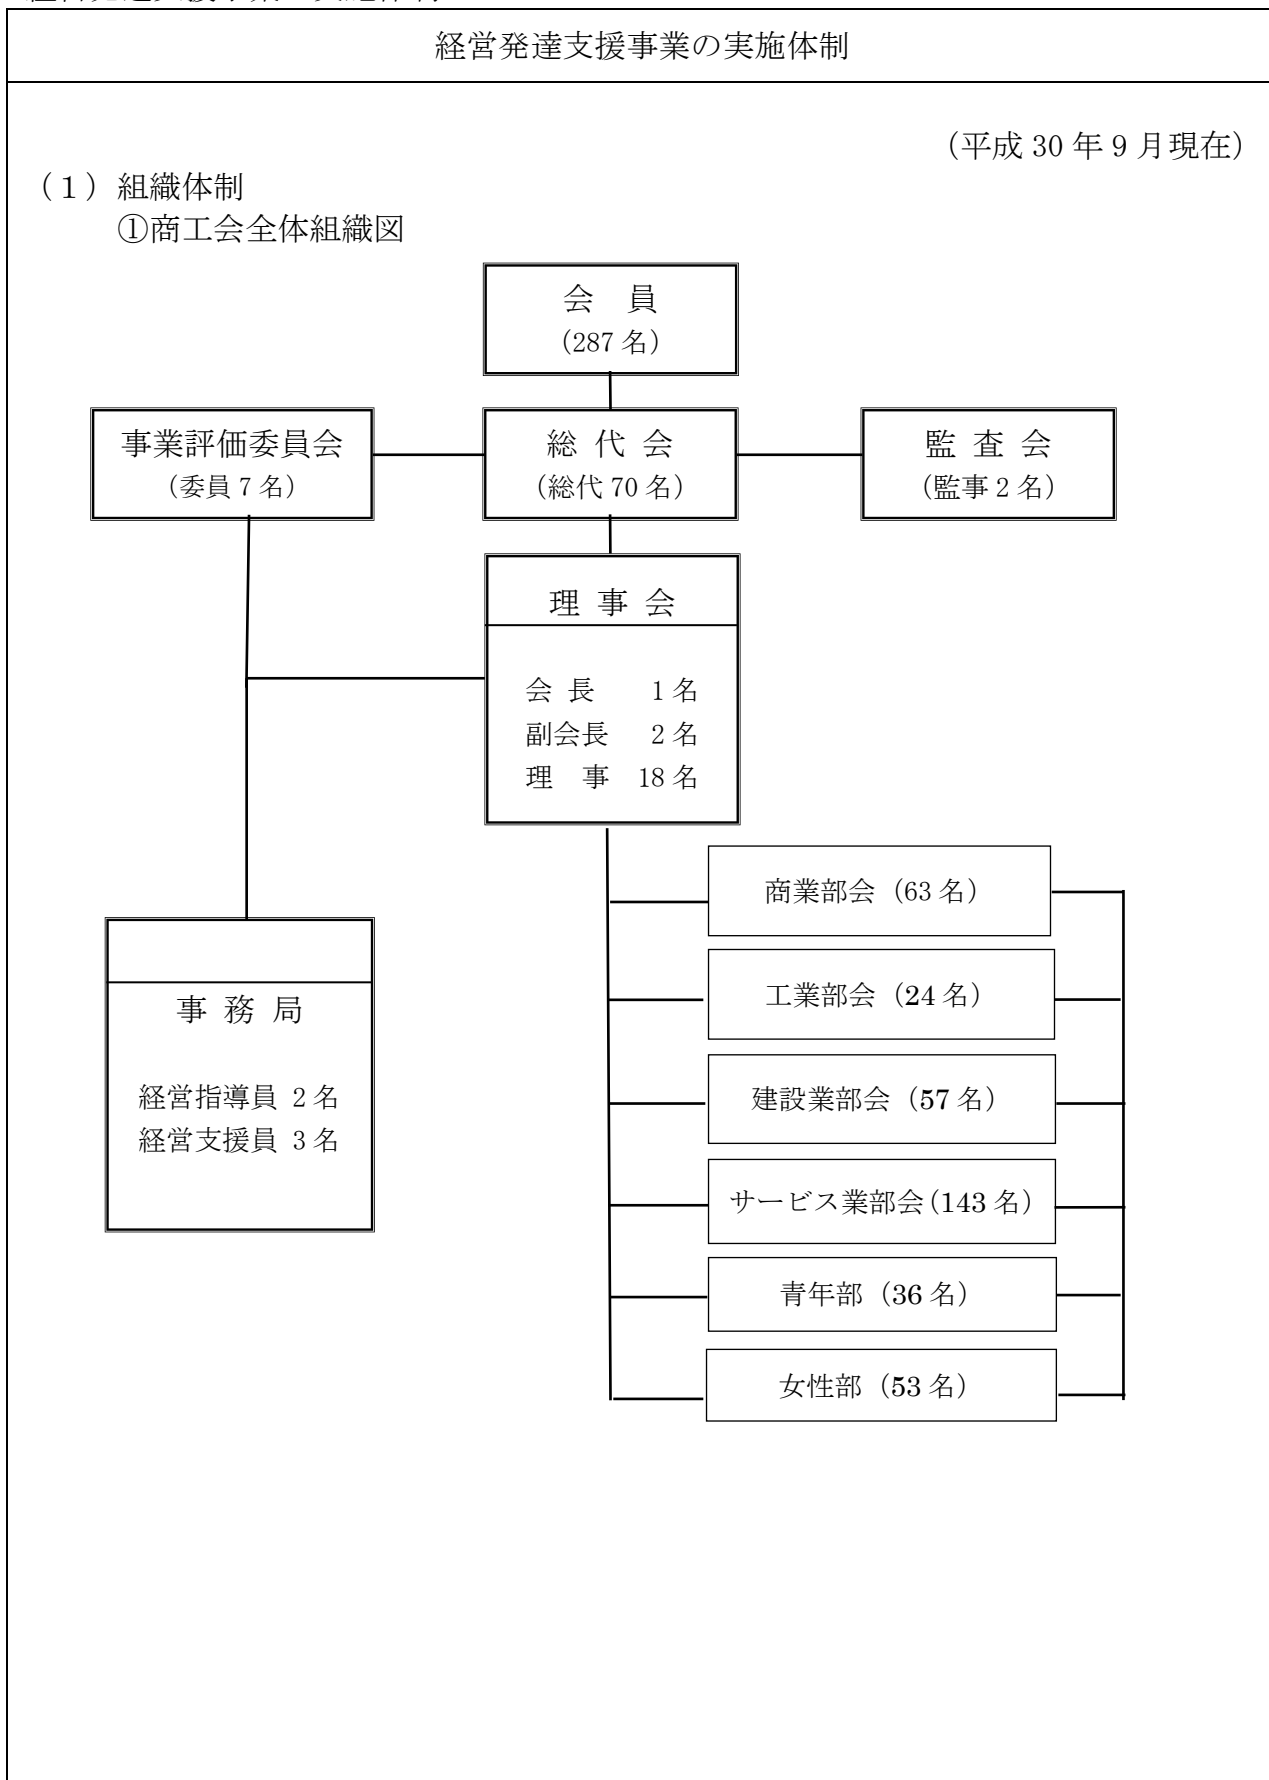 経営発達支援事業の実施体制
(平成 30 年 9 月現在)
(1)組織体制
①商工会全体組織図
会 員
(287 名)
事業評価委員会
(委員 7 名)
総 代 会
(総代 70 名)
監 査 会
(監事 2 名)
理 事 会
会 長 1 名
副会長 2 名
理 事 18 名
商業部会(63 名)
工業部会(24 名)
建設業部会(57 名)
サービス業部会(143 名)
青年部(36 名)
女性部(53 名)
事 務 局
経営指導員 2 名
経営支援員 3 名